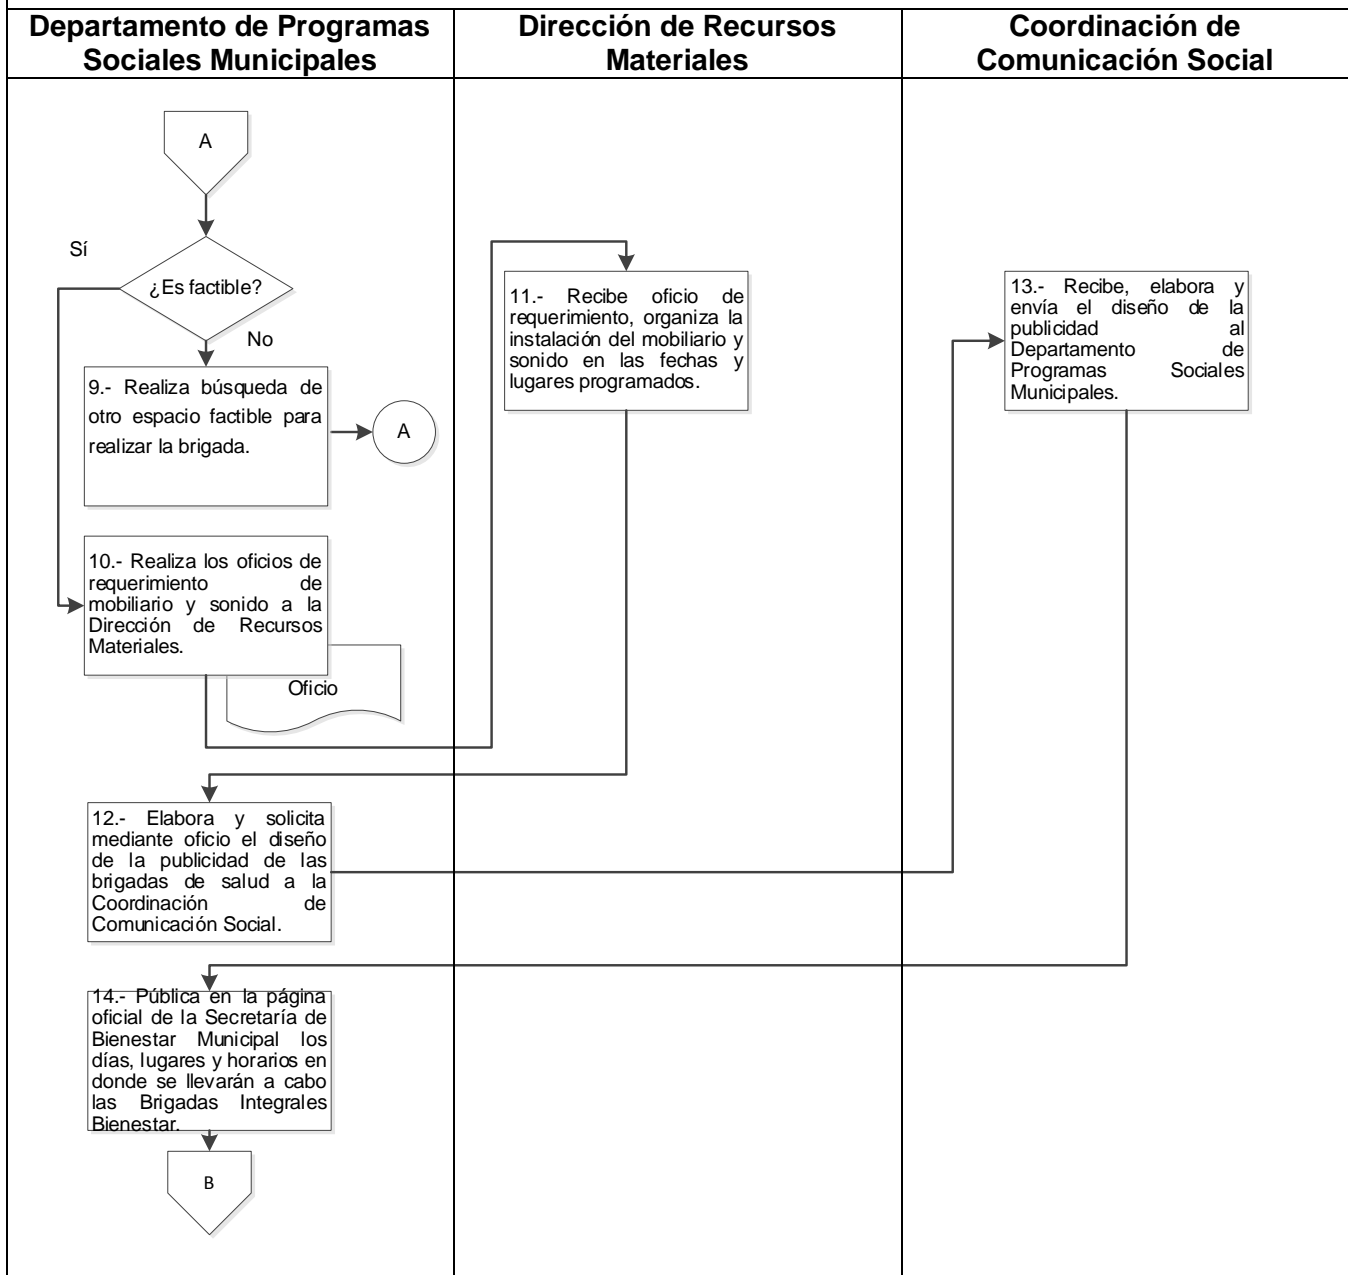 Departamento de Programas
Sociales Municipales
Dirección de Recursos
Materiales
Coordinación de
Comunicación Social
A
Sí
¿Es factible?
No
9.- Realiza búsqueda de
otro espacio factible para
realizar la brigada.
A
10.- Realiza los oficios de
requerimiento de
mobiliario y sonido a la
Dirección de Recursos
Materiales.
Oficio
11.- Recibe oficio de
requerimiento, organiza la
instalación del mobiliario y
sonido en las fechas y
lugares programados.
12.- Elabora y solicita
mediante oficio el diseño
de la publicidad de las
brigadas de salud a la
Coordinación de
Comunicación Social.
13.- Recibe, elabora y
envía el diseño de la
publicidad al
Departamento de
Programas Sociales
Municipales.
14.- Pública en la página
oficial de la Secretaría de
Bienestar Municipal los
días, lugares y horarios en
donde se llevarán a cabo
las Brigadas Integrales
Bienestar.
B